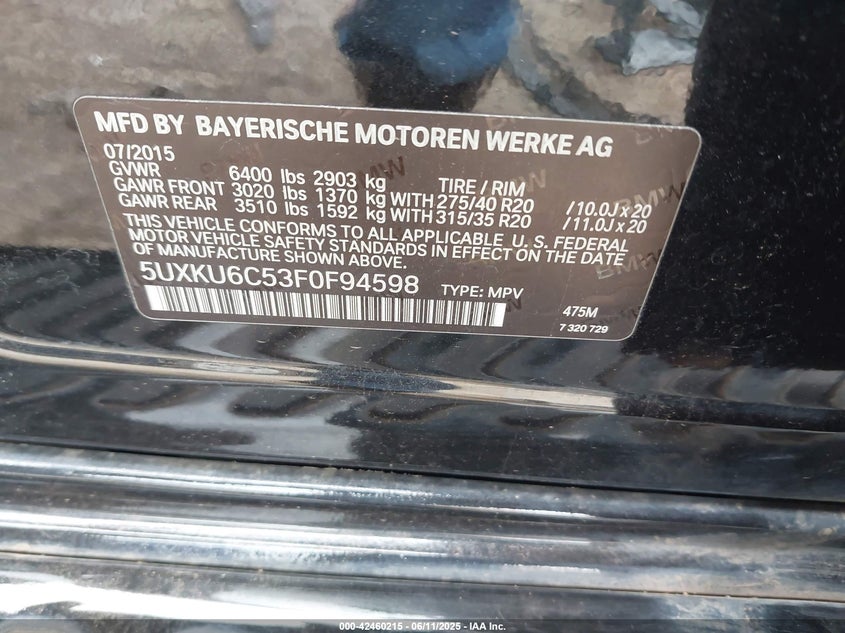 MFD BY BAYERISCHE MOTOREN WERKE AG
07/2015
GVWR 6400 lbs 2903 kg TIRE / RIM
GAWR FRONT 3020 lbs 1370 kg WITH 275/40 R20 /10.0J x 20
GAWR REAR 3510 lbs 1592 kg WITH 315/35 R20 /11.0J x 20
THIS VEHICLE CONFORMS TO ALL APPLICABLE U. S. FEDERAL
MOTOR VEHICLE SAFETY STANDARDS IN EFFECT ON THE DATE
OF MANUFACTURE SHOWN ABOVE.
5UXKU6C53F0F94598 TYPE: MPV
475M
7 320 729
000-42460215 - 06/11/2025 - IAA Inc.